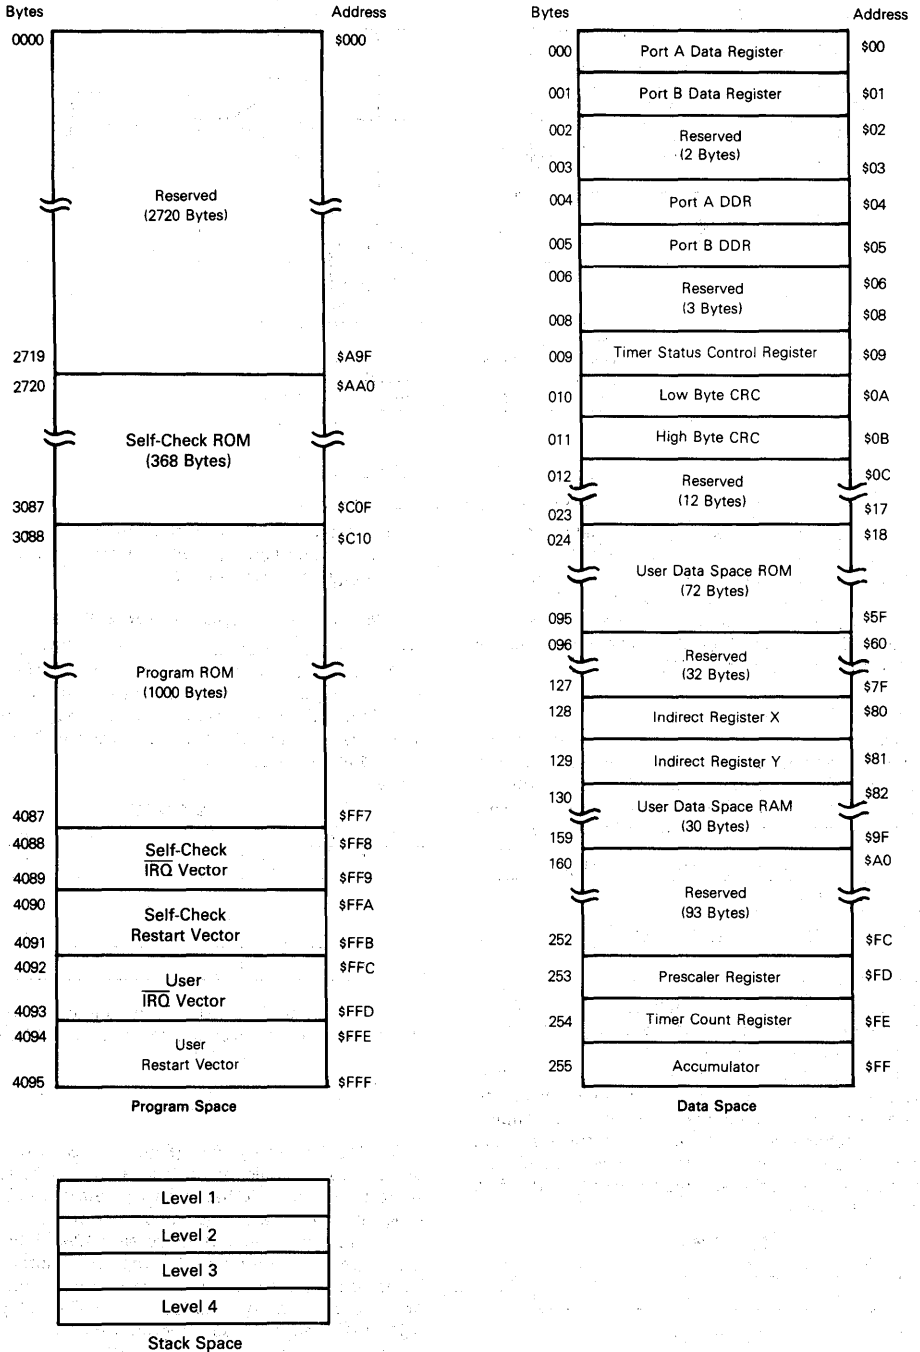 Bytes
Address
0000
$000
Reserved
(2720 Bytes)
2719
$A9F
2720
$AA0
Self-Check ROM
(368 Bytes)
3087
$C0F
3088
$C10
Program ROM
(1000 Bytes)
4087
$FF7
4088
$FF8
Self-Check
IRQ Vector
4089
$FF9
4090
$FFA
Self-Check
Restart Vector
4091
$FFB
4092
$FFC
User
IRQ Vector
4093
$FFD
4094
$FFE
User
Restart Vector
4095
$FFF
Program Space
Level 1
Level 2
Level 3
Level 4
Stack Space
Bytes
Address
000
Port A Data Register
$00
001
Port B Data Register
$01
002
$02
Reserved
(2 Bytes)
003
$03
004
Port A DDR
$04
005
Port B DDR
$05
006
$06
Reserved
(3 Bytes)
008
$08
009
Timer Status Control Register
$09
010
Low Byte CRC
$0A
011
High Byte CRC
$0B
012
$0C
Reserved
(12 Bytes)
023
$17
024
$18
User Data Space ROM
(72 Bytes)
095
$5F
096
$60
Reserved
(32 Bytes)
127
$7F
128
Indirect Register X
$80
129
Indirect Register Y
$81
130
$82
User Data Space RAM
(30 Bytes)
159
$9F
160
$A0
Reserved
(93 Bytes)
252
$FC
253
Prescaler Register
$FD
254
Timer Count Register
$FE
255
Accumulator
$FF
Data Space